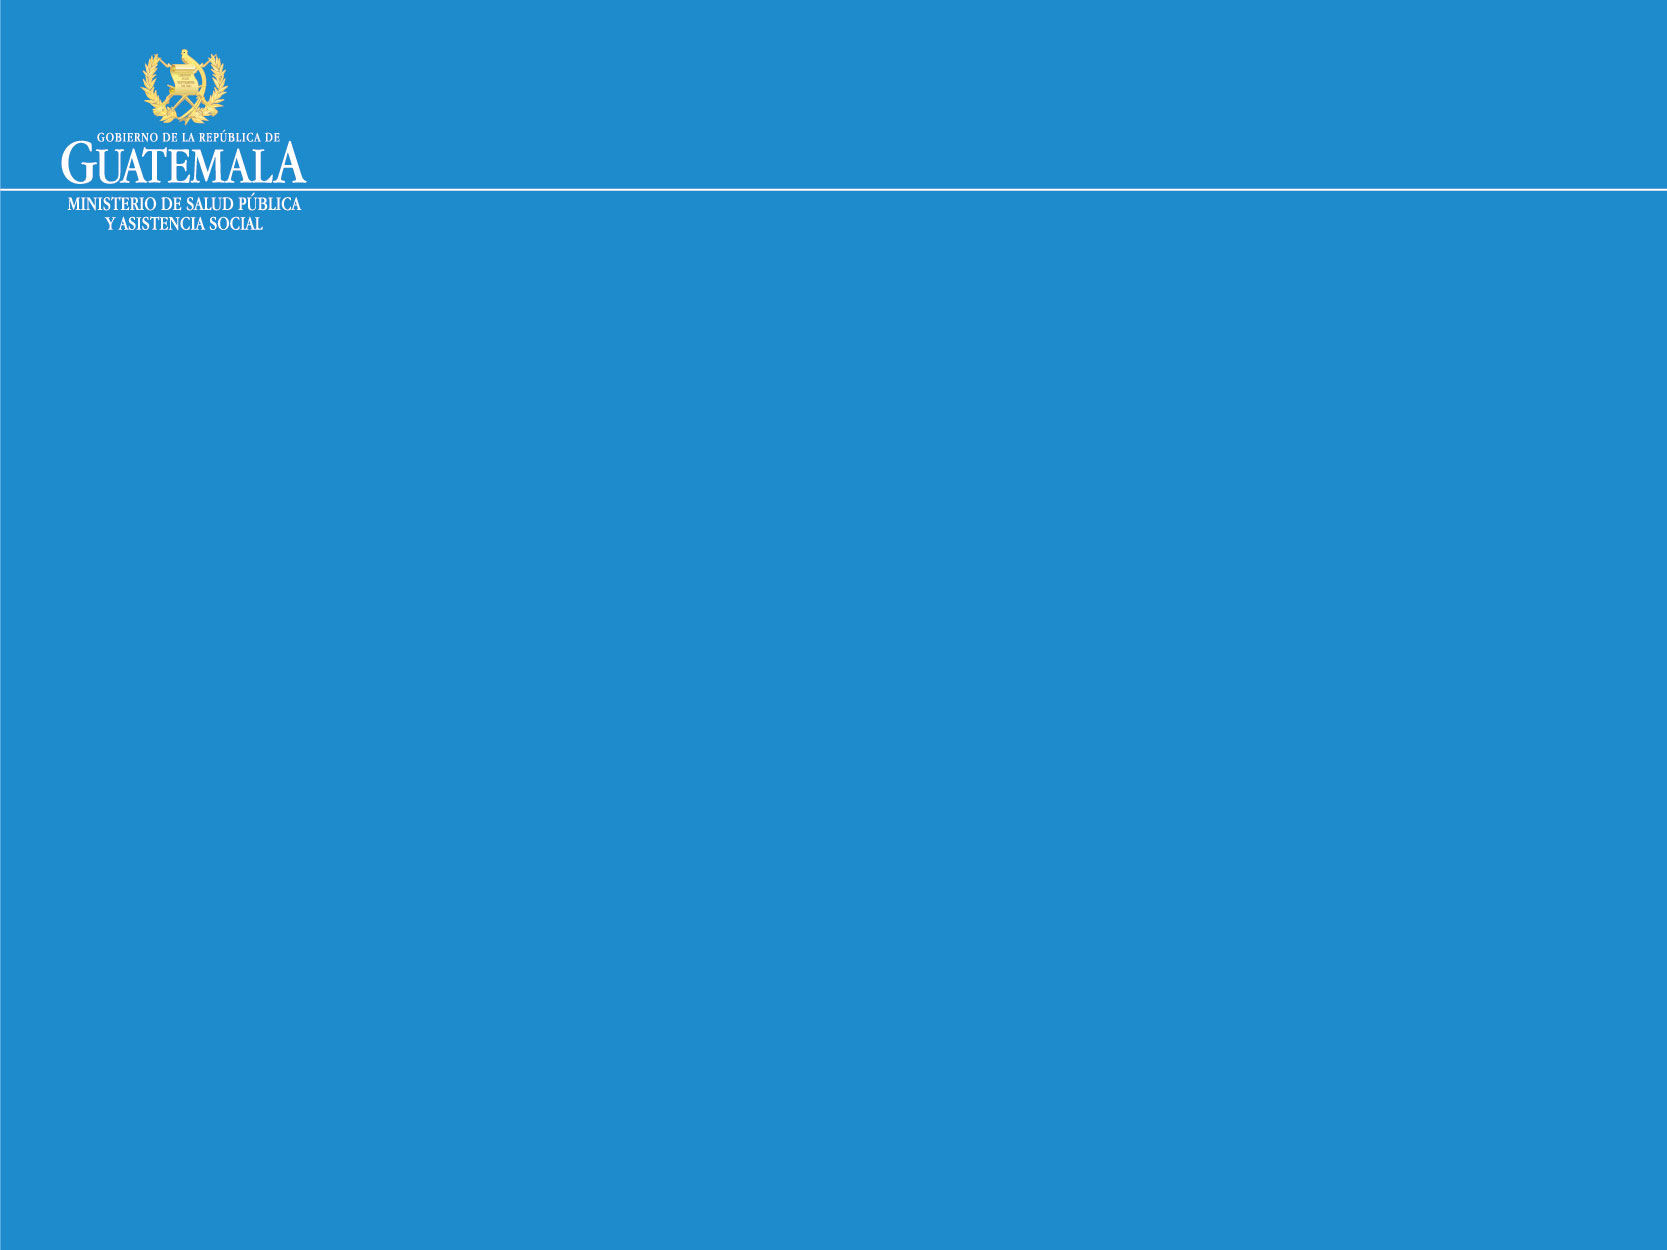 GOBIERNO DE LA REPÚBLICA DE
GUATEMALA
MINISTERIO DE SALUD PÚBLICA
Y ASISTENCIA SOCIAL